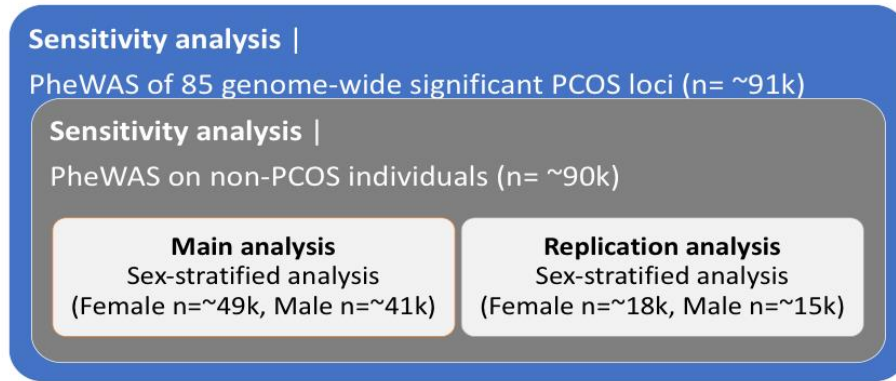 Sensitivity analysis |
PheWAS of 85 genome-wide significant PCOS loci (n= ~91k)
Sensitivity analysis |
PheWAS on non-PCOS individuals (n= ~90k)
Main analysis
Sex-stratified analysis
(Female n=~49k, Male n=~41k)
Replication analysis
Sex-stratified analysis
(Female n=~18k, Male n=~15k)